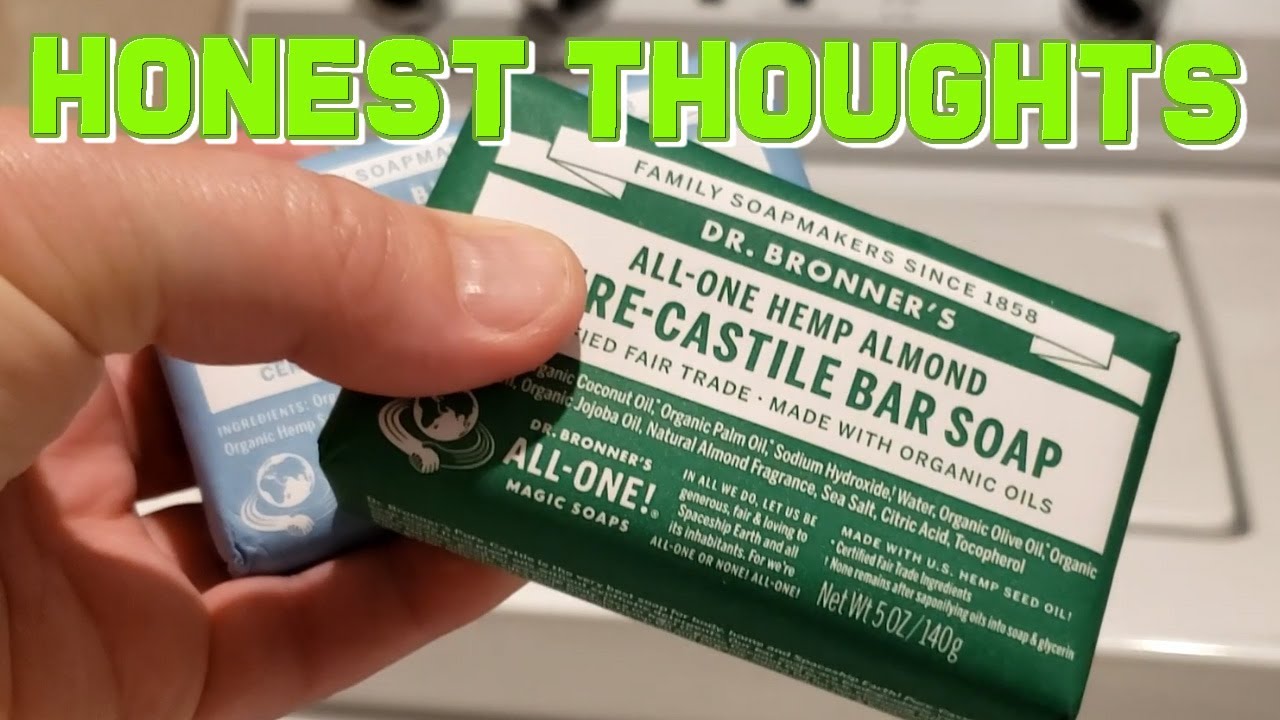 HONEST THOUGHTS
SOAPMA
FAMILY SOAPMAKERS SINCE 1858
DR. BRONNER'S
ALL-ONE HEMP ALMOND
RE-CASTILE BAR SOAP
FIED FAIR TRADE · MADE WITH ORGANIC OILS
INGREDIENTS: Org
Organic Hemp S
ganic Coconut Oil,* Organic Palm Oil,* Sodium Hydroxide,† Water, Organic Olive Oil,* Organic
Oil, Organic Jojoba Oil, Natural Almond Fragrance, Sea Salt, Citric Acid, Tocopherol
DR. BRONNER'S
ALL-ONE!
MAGIC SOAPS
IN ALL WE DO, LET US BE
generous, fair & loving to
Spaceship Earth and all
its inhabitants. For we're
ALL-ONE OR NONE! ALL-ONE!
MADE WITH U.S. HEMP SEED OIL!
* Certified Fair Trade Ingredients
† None remains after saponifying oils into soap & glycerin
Net Wt 5 OZ/140g